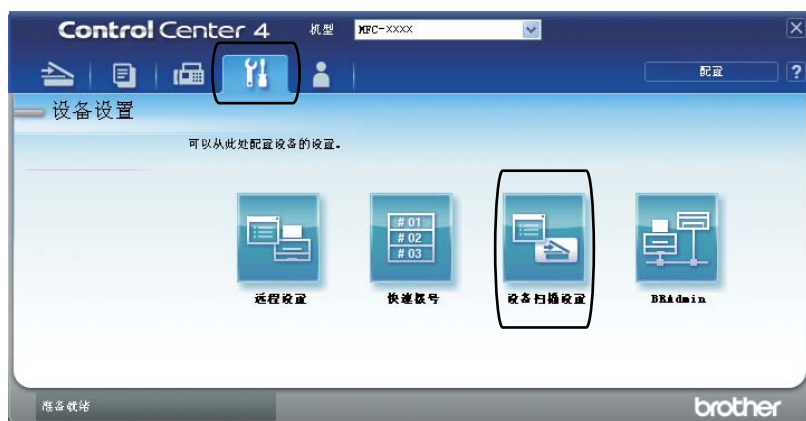 Control Center 4 机型 MFC-XXXX
配置 ?
设备设置
可以从此处配置设备的设置。
# 01
# 02
# 03
远程设置 快速拨号 设备扫描设置 BRAdmin
准备就绪 brother